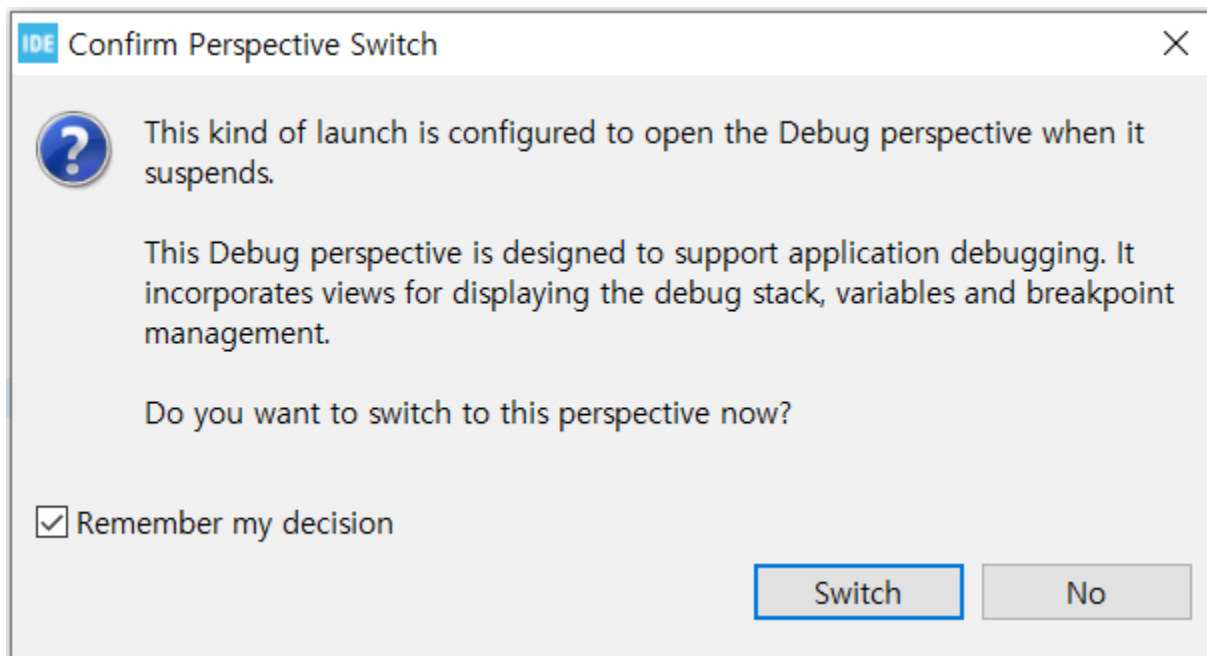 IDE Confirm Perspective Switch
This kind of launch is configured to open the Debug perspective when it
suspends.
This Debug perspective is designed to support application debugging. It
incorporates views for displaying the debug stack, variables and breakpoint
management.
Do you want to switch to this perspective now?
Remember my decision
Switch No